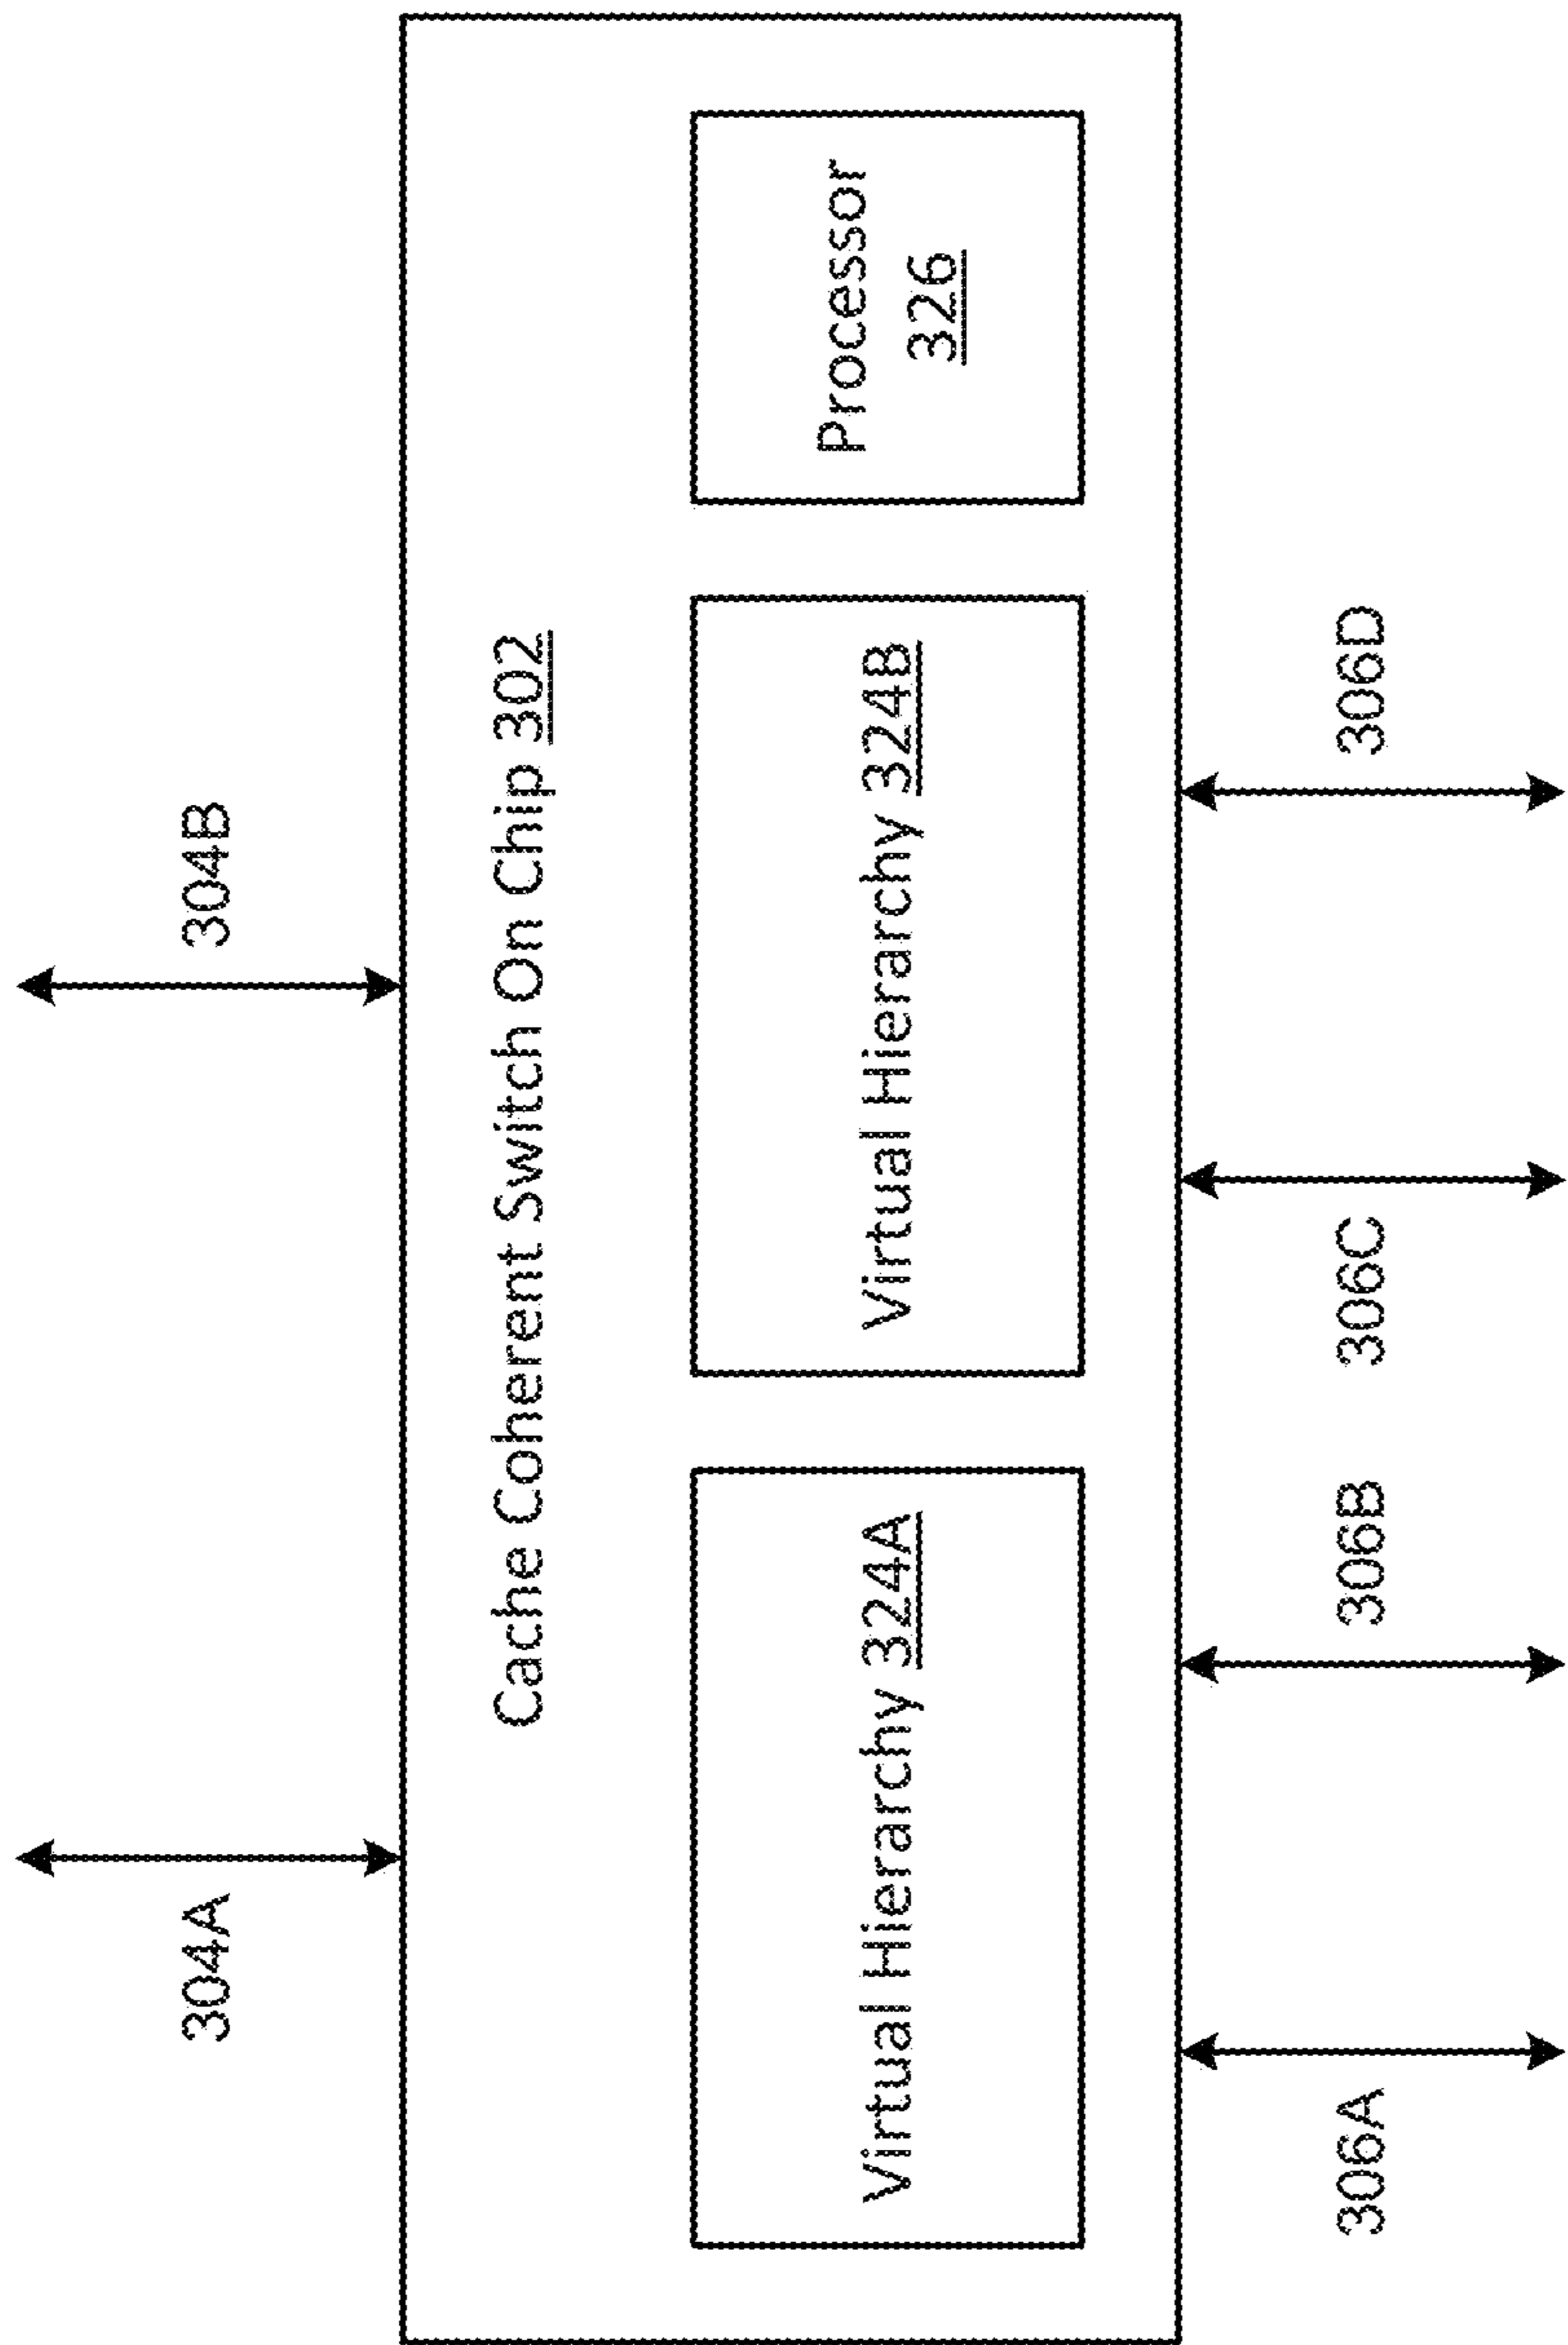 304A
304B
Cache Coherent Switch On Chip 302
Virtual Hierarchy 324A
Virtual Hierarchy 324B
Processor
326
306A
306B
306C
306D